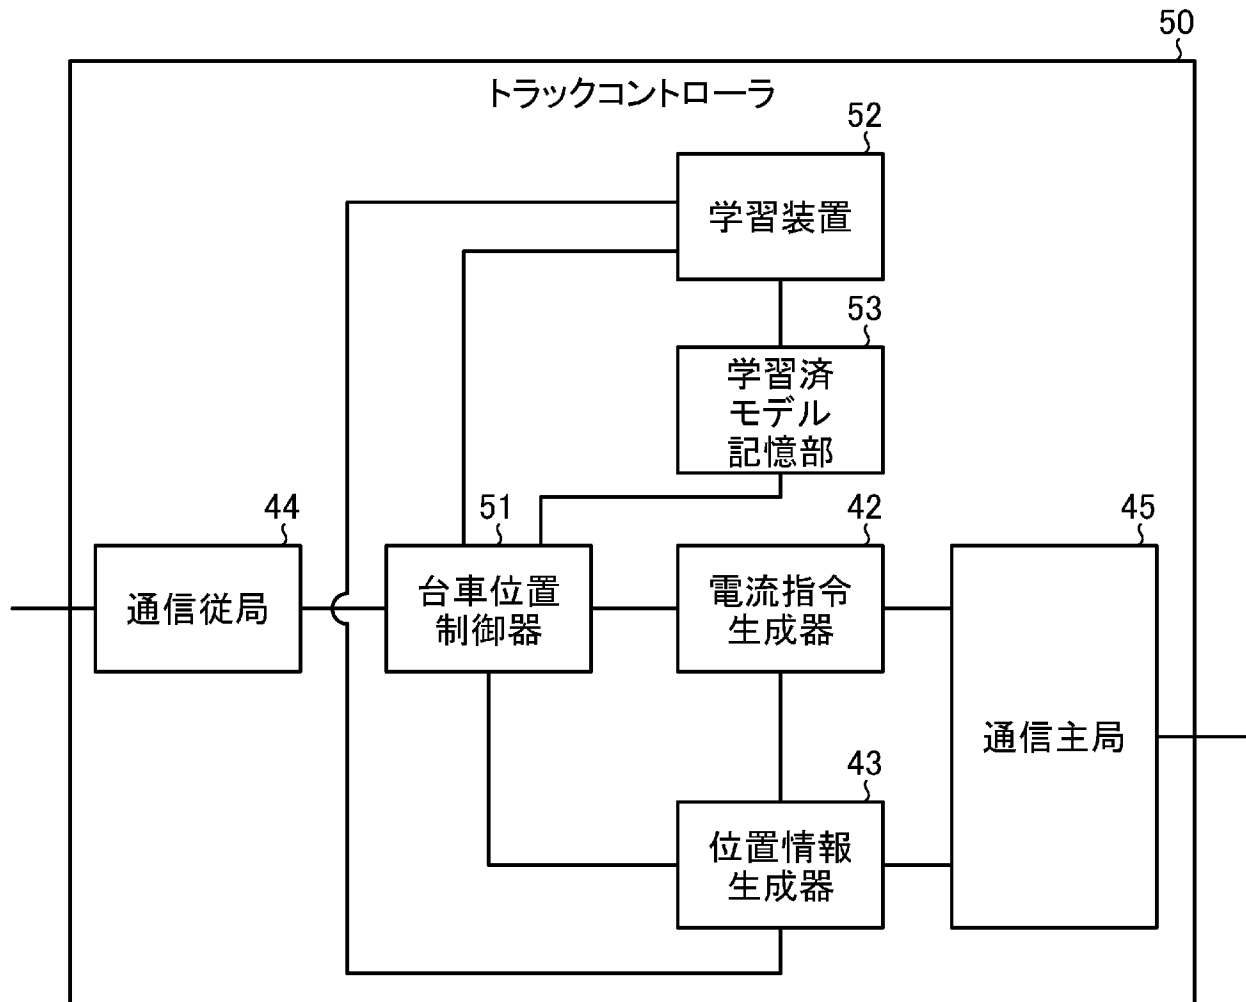 50
トラックコントローラ
52
学習装置
53
学習済
モデル
記憶部
44
通信従局
51
台車位置
制御器
42
電流指令
生成器
45
通信主局
43
位置情報
生成器